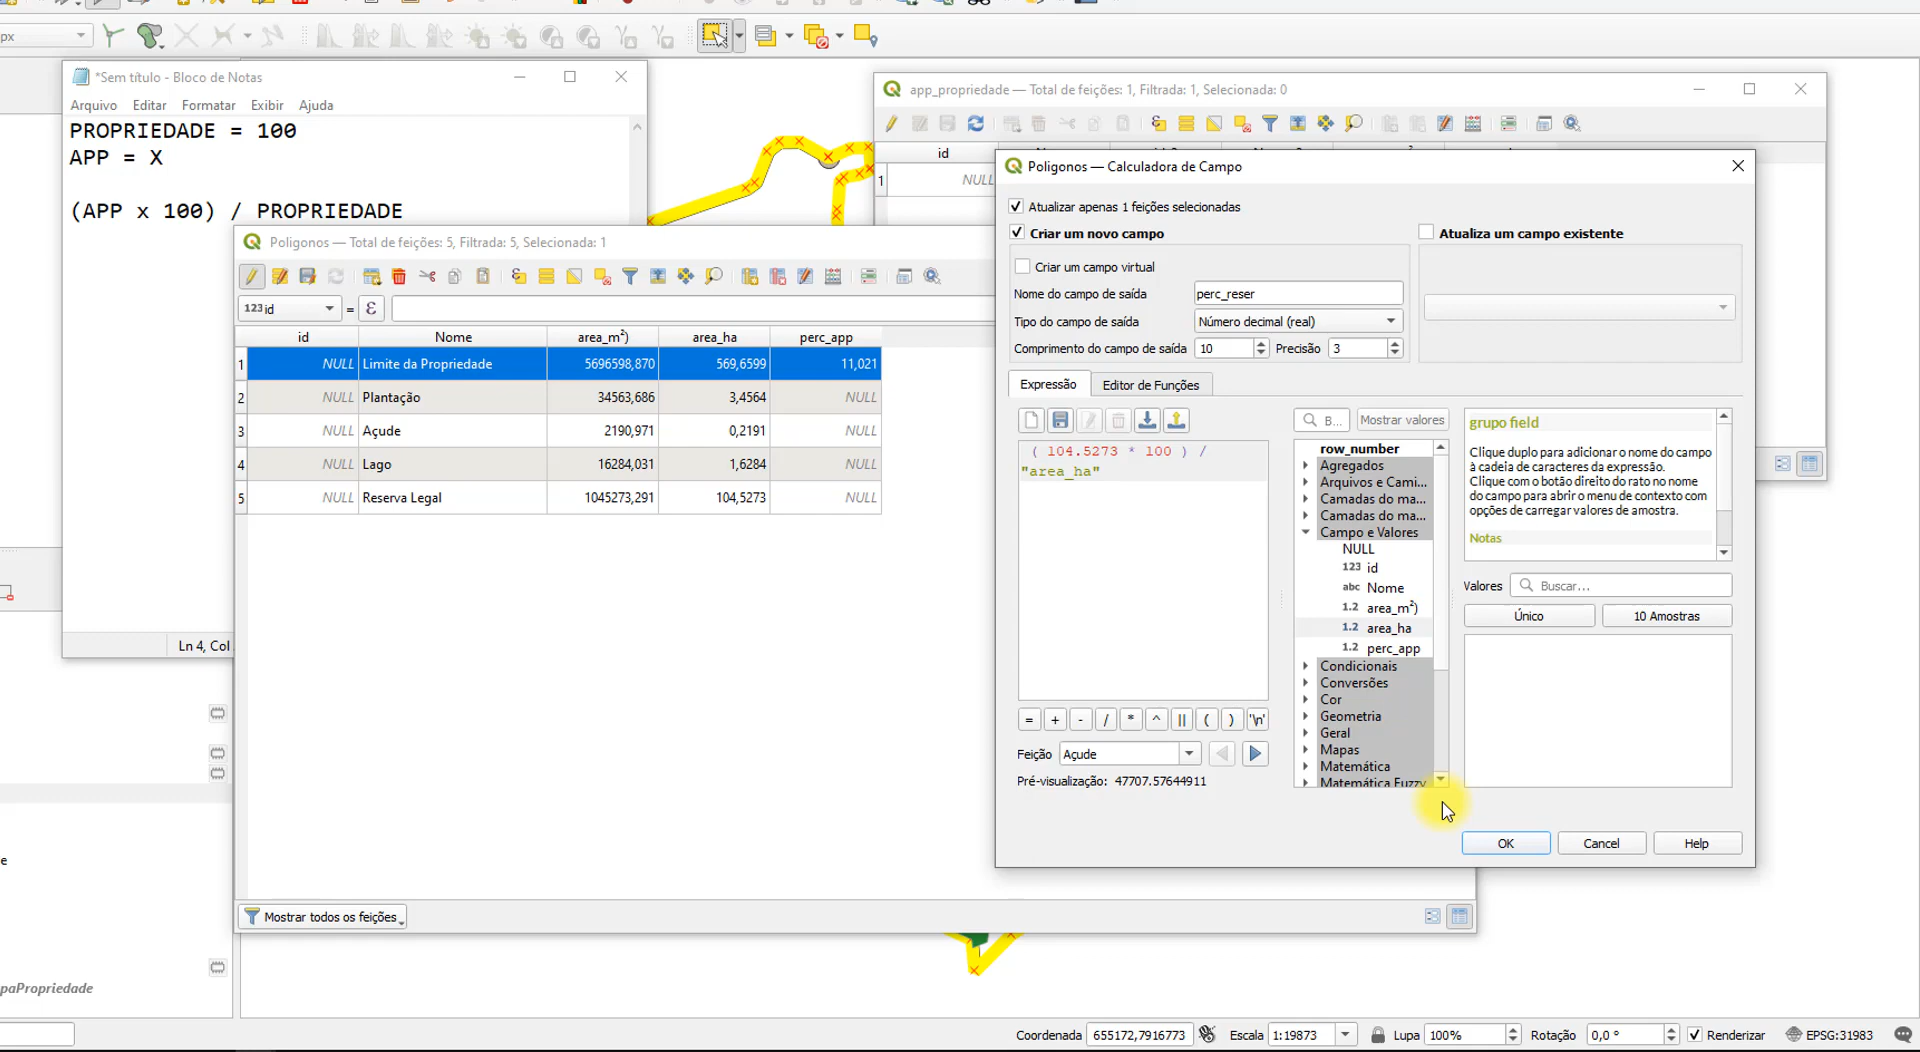 px
*Sem título - Bloco de Notas
Arquivo Editar Formatar Exibir Ajuda
PROPRIEDADE = 100
APP = X
(APP x 100) / PROPRIEDADE
Ln 4, Col
app_propriedade — Total de feições: 1, Filtrada: 1, Selecionada: 0
id
1 NULL
Poligonos — Total de feições: 5, Filtrada: 5, Selecionada: 1
123 id = ε
id Nome area_m²) area_ha perc_app
1 NULL Limite da Propriedade 5696598,870 569,6599 11,021
2 NULL Plantação 34563,686 3,4564 NULL
3 NULL Açude 2190,971 0,2191 NULL
4 NULL Lago 16284,031 1,6284 NULL
5 NULL Reserva Legal 1045273,291 104,5273 NULL
Mostrar todos os feições
Poligonos — Calculadora de Campo
Atualizar apenas 1 feições selecionadas
Criar um novo campo
Atualiza um campo existente
Criar um campo virtual
Nome do campo de saída perc_reser
Tipo do campo de saída Número decimal (real)
Comprimento do campo de saída 10 Precisão 3
Expressão Editor de Funções
( 104.5273 * 100 ) /
"area_ha"
= + - / * ^ || ( ) '\n'
Feição Açude
Pré-visualização: 47707.57644911
B... Mostrar valores
row_number
Agregados
Arquivos e Cami...
Camadas do ma...
Camadas do ma...
Campo e Valores
NULL
123 id
abc Nome
1.2 area_m²)
1.2 area_ha
1.2 perc_app
Condicionais
Conversões
Cor
Geometria
Geral
Mapas
Matemática
Matemática Fuzzy
grupo field
Clique duplo para adicionar o nome do campo
à cadeia de caracteres da expressão.
Clique com o botão direito do rato no nome
do campo para abrir o menu de contexto com
opções de carregar valores de amostra.
Notas
Valores Buscar...
Único 10 Amostras
OK Cancel Help
e
paPropriedade
Coordenada 655172,7916773 Escala 1:19873 Lupa 100% Rotação 0,0 ° Renderizar EPSG:31983